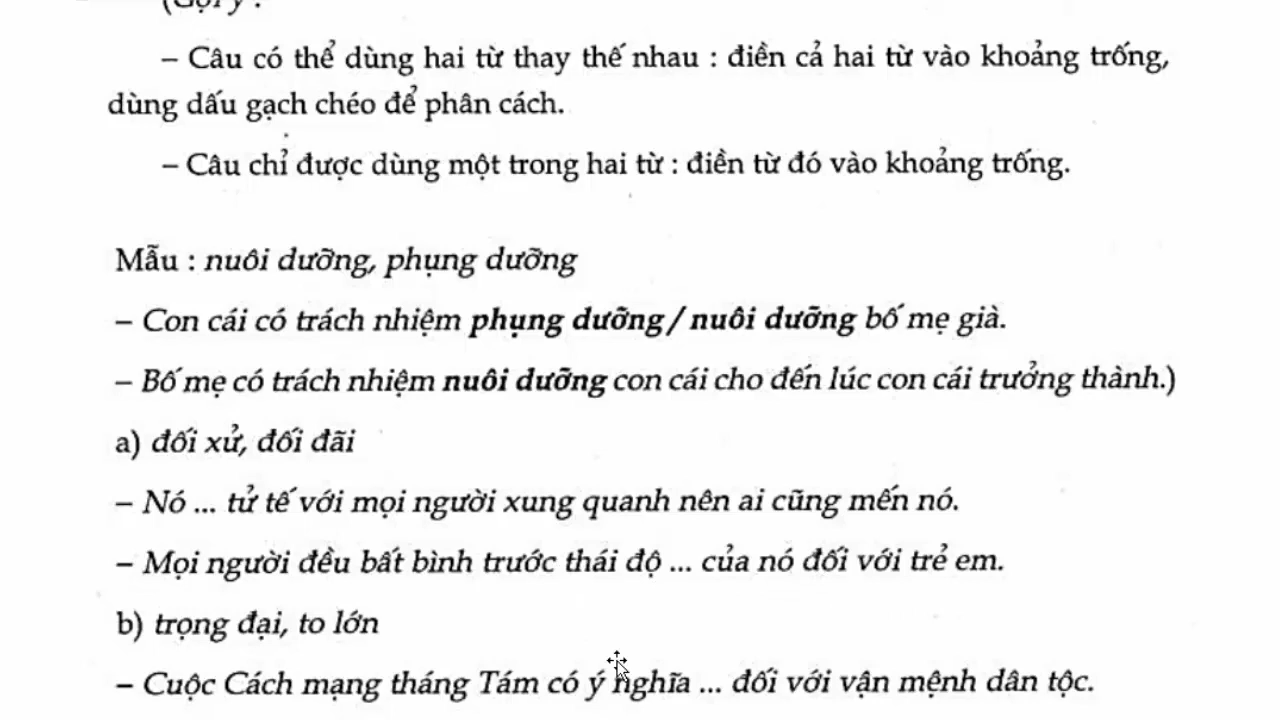 (Gợi ý :
– Câu có thể dùng hai từ thay thế nhau : điền cả hai từ vào khoảng trống,
dùng dấu gạch chéo để phân cách.
– Câu chỉ được dùng một trong hai từ : điền từ đó vào khoảng trống.
Mẫu : nuôi dưỡng, phụng dưỡng
– Con cái có trách nhiệm phụng dưỡng/ nuôi dưỡng bố mẹ già.
– Bố mẹ có trách nhiệm nuôi dưỡng con cái cho đến lúc con cái trưởng thành.)
a) đối xử, đối đãi
– Nó ... tử tế với mọi người xung quanh nên ai cũng mến nó.
– Mọi người đều bất bình trước thái độ ... của nó đối với trẻ em.
b) trọng đại, to lớn
– Cuộc Cách mạng tháng Tám có ý nghĩa ... đối với vận mệnh dân tộc.